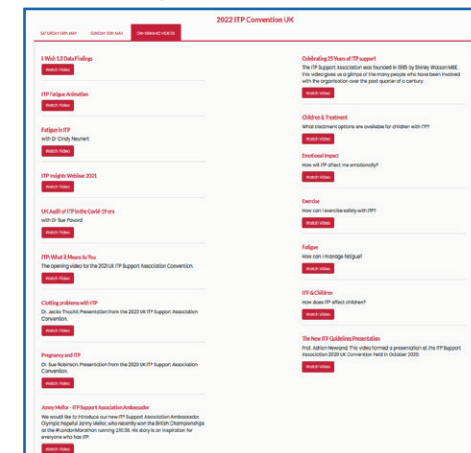 2022 ITP Convention UK
SATURDAY 14TH MAY
SUNDAY 15TH MAY
ON-DEMAND VIDEOS
I-Wish 1.0 Data Findings
Watch Video
ITP Fatigue Animation
Watch Video
Fatigue in ITP
with Dr Cindy Neunert
Watch Video
ITP Insights Webinar 2021
Watch Video
UK Audit of ITP in the Covid-19 era
with Dr Sue Pavord
Watch Video
ITP: What it Means to You
The opening video for the 2021 UK ITP Support Association Convention.
Watch Video
Clotting problems with ITP
Dr. Jecko Thachil. Presentation from the 2020 UK ITP Support Association
Convention.
Watch Video
Pregnancy and ITP
Dr. Sue Robinson. Presentation from the 2020 UK ITP Support Association
Convention.
Watch Video
Jonny Mellor - ITP Support Association Ambassador
We would like to introduce our new ITP Support Association Ambassador,
Olympic hopeful Jonny Mellor, who recently won the British Championships
at the #LondonMarathon running 2.10.38. His story is an inspiration for
everyone who has ITP.
Watch Video
Celebrating 25 Years of ITP support
The ITP Support Association was founded in 1995 by Shirley Watson MBE.
This video gives us a glimpse of the many people who have been involved
with the organisation over the past quarter of a century.
Watch Video
Children & Treatment
What treatment options are available for children with ITP?
Watch Video
Emotional Impact
How will ITP affect me emotionally?
Watch Video
Exercise
How can I exercise safely with ITP?
Watch Video
Fatigue
How can I manage fatigue?
Watch Video
ITP & Children
How does ITP affect children?
Watch Video
The New ITP Guidelines Presentation
Prof. Adrian Newland. This video formed a presentation at the ITP Support
Association 2020 UK Convention held in October 2020.
Watch Video